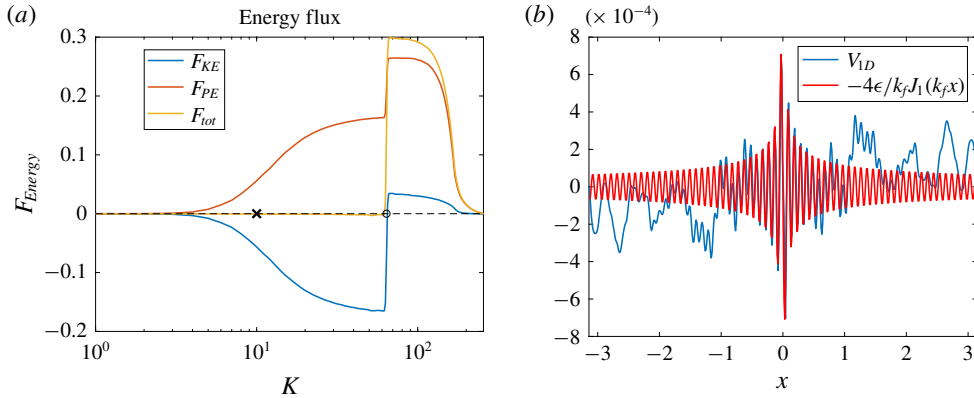 (a)
Energy flux
F_KE
F_PE
F_tot
F_Energy
0.3
0.2
0.1
0
−0.1
−0.2
10^0
10^1
10^2
K
(b)
(× 10^−4)
V_1D
−4ϵ/k_f J_1(k_f x)
8
6
4
2
0
−2
−4
−6
−8
−3
−2
−1
0
1
2
3
x